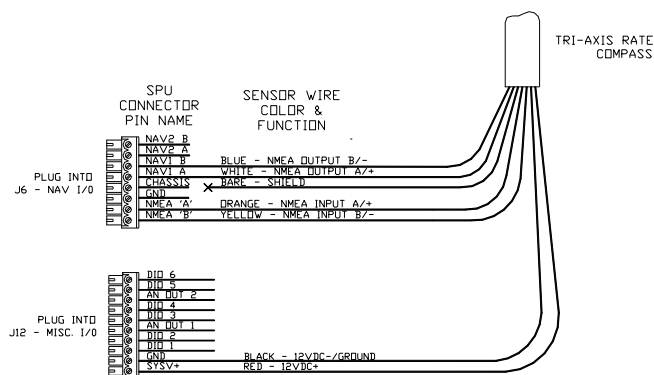 TRI-AXIS RATE
COMPASS
SPU
CONNECTOR
PIN NAME
SENSOR WIRE
COLOR &
FUNCTION
PLUG INTO
J6 - NAV I/O
NAV2 B
NAV2 A
NAV1 B BLUE - NMEA OUTPUT B/-
NAV1 A WHITE - NMEA OUTPUT A/+
CHASSIS BARE - SHIELD
GND
NMEA 'A' ORANGE - NMEA INPUT A/+
NMEA 'B' YELLOW - NMEA INPUT B/-
PLUG INTO
J12 - MISC. I/O
DIO 6
DIO 5
AN OUT 2
DIO 4
DIO 3
AN OUT 1
DIO 2
DIO 1
GND BLACK - 12VDC-/GROUND
SYSV+ RED - 12VDC+